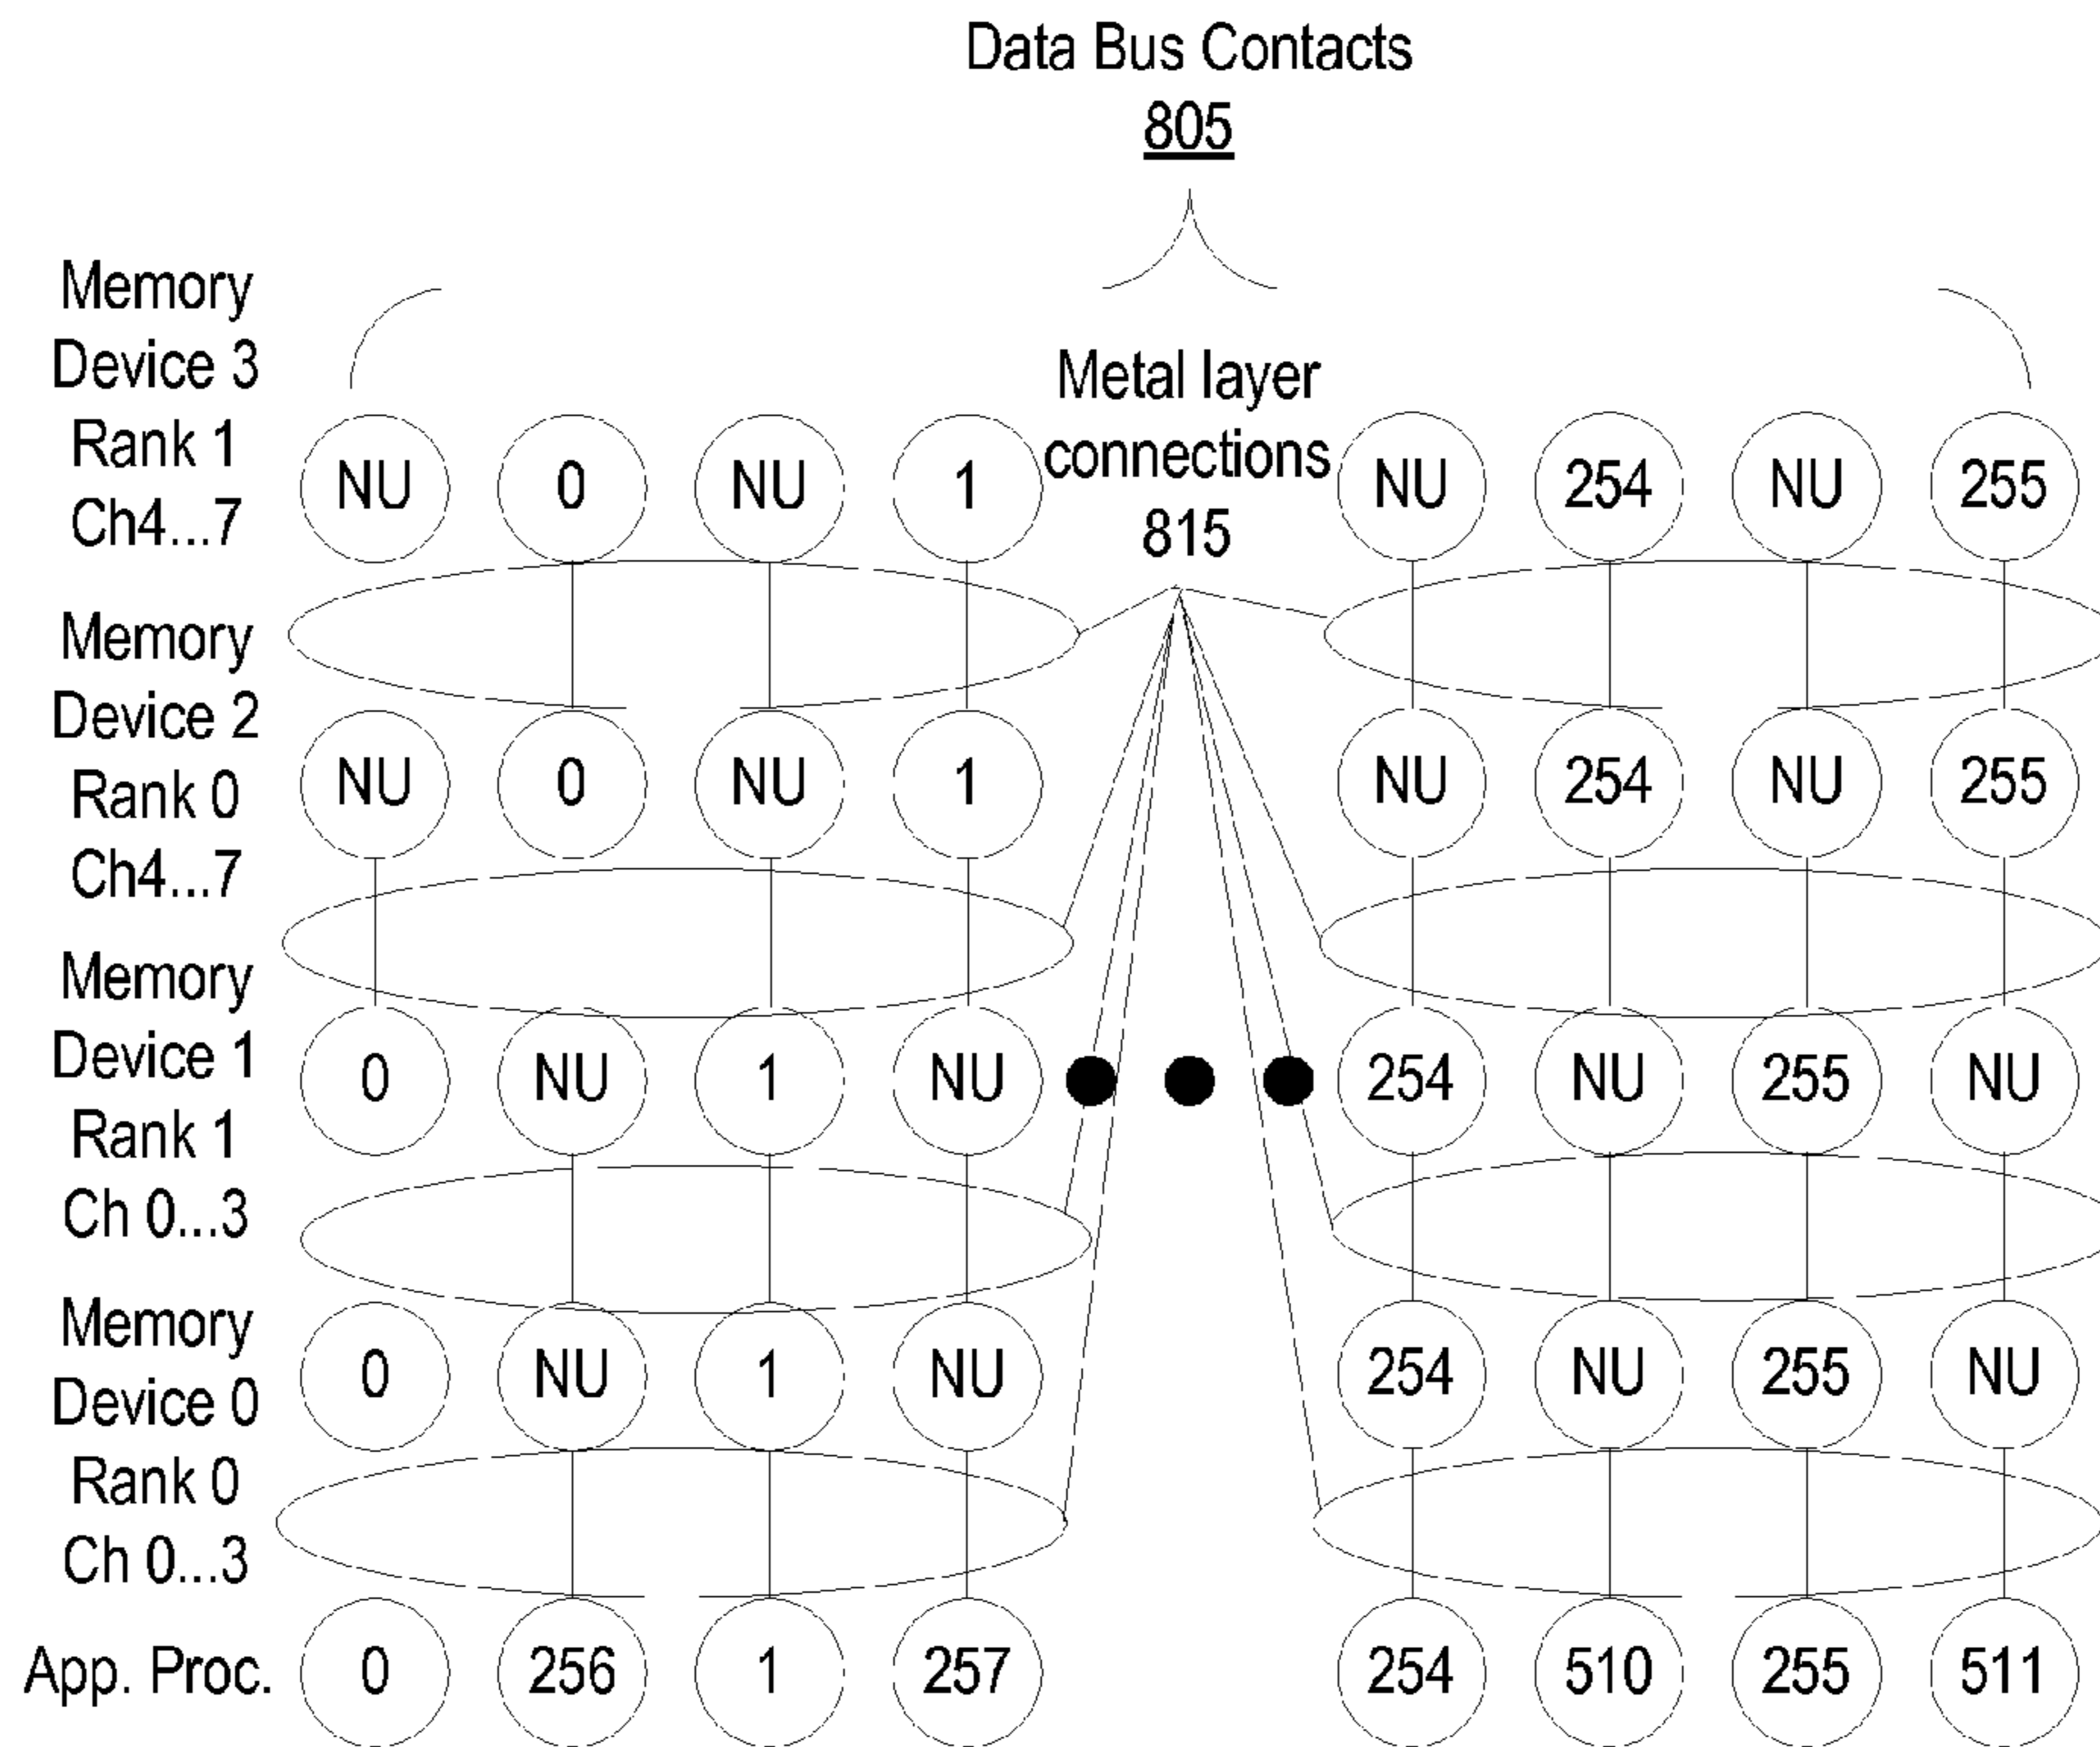 Data Bus Contacts
805
Metal layer
connections
815
Memory
Device 3
Rank 1
Ch4...7
NU 0 NU 1 NU 254 NU 255
Memory
Device 2
Rank 0
Ch4...7
NU 0 NU 1 NU 254 NU 255
Memory
Device 1
Rank 1
Ch 0...3
0 NU 1 NU 254 NU 255 NU
Memory
Device 0
Rank 0
Ch 0...3
0 NU 1 NU 254 NU 255 NU
App. Proc. 0 256 1 257 254 510 255 511